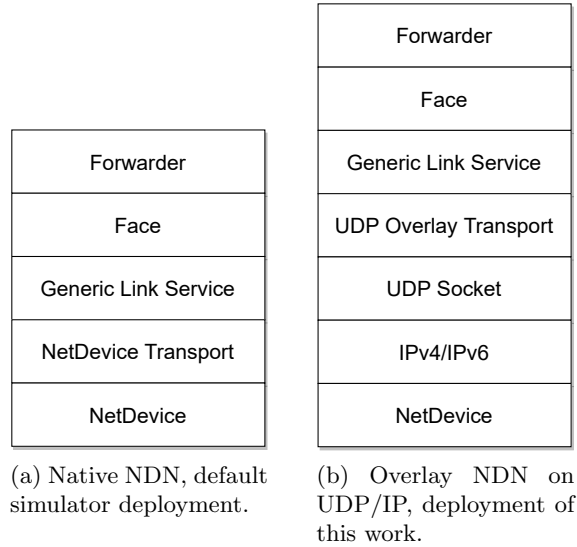 Forwarder
Face
Generic Link Service
NetDevice Transport
NetDevice
(a) Native NDN, default
simulator deployment.
Forwarder
Face
Generic Link Service
UDP Overlay Transport
UDP Socket
IPv4/IPv6
NetDevice
(b) Overlay NDN on
UDP/IP, deployment of
this work.